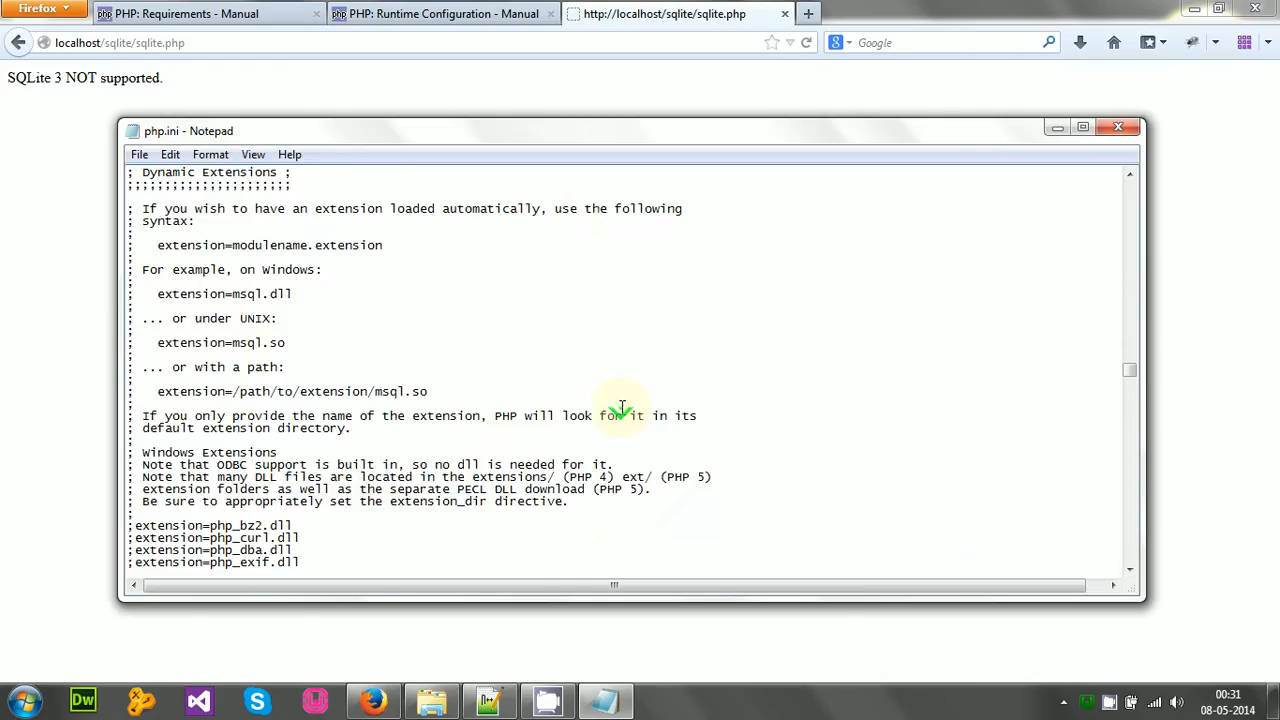 Firefox
php PHP: Requirements - Manual
php PHP: Runtime Configuration - Manual
http://localhost/sqlite/sqlite.php
localhost/sqlite/sqlite.php
Google
SQLite 3 NOT supported.
php.ini - Notepad
File Edit Format View Help
; Dynamic Extensions ;
;;;;;;;;;;;;;;;;;;;;;;
;
; If you wish to have an extension loaded automatically, use the following
; syntax:
;
;   extension=modulename.extension
;
; For example, on Windows:
;
;   extension=msql.dll
;
; ... or under UNIX:
;
;   extension=msql.so
;
; ... or with a path:
;
;   extension=/path/to/extension/msql.so
;
; If you only provide the name of the extension, PHP will look for it in its
; default extension directory.
;
; Windows Extensions
; Note that ODBC support is built in, so no dll is needed for it.
; Note that many DLL files are located in the extensions/ (PHP 4) ext/ (PHP 5)
; extension folders as well as the separate PECL DLL download (PHP 5).
; Be sure to appropriately set the extension_dir directive.
;
;extension=php_bz2.dll
;extension=php_curl.dll
;extension=php_dba.dll
;extension=php_exif.dll
Dw
00:31
08-05-2014